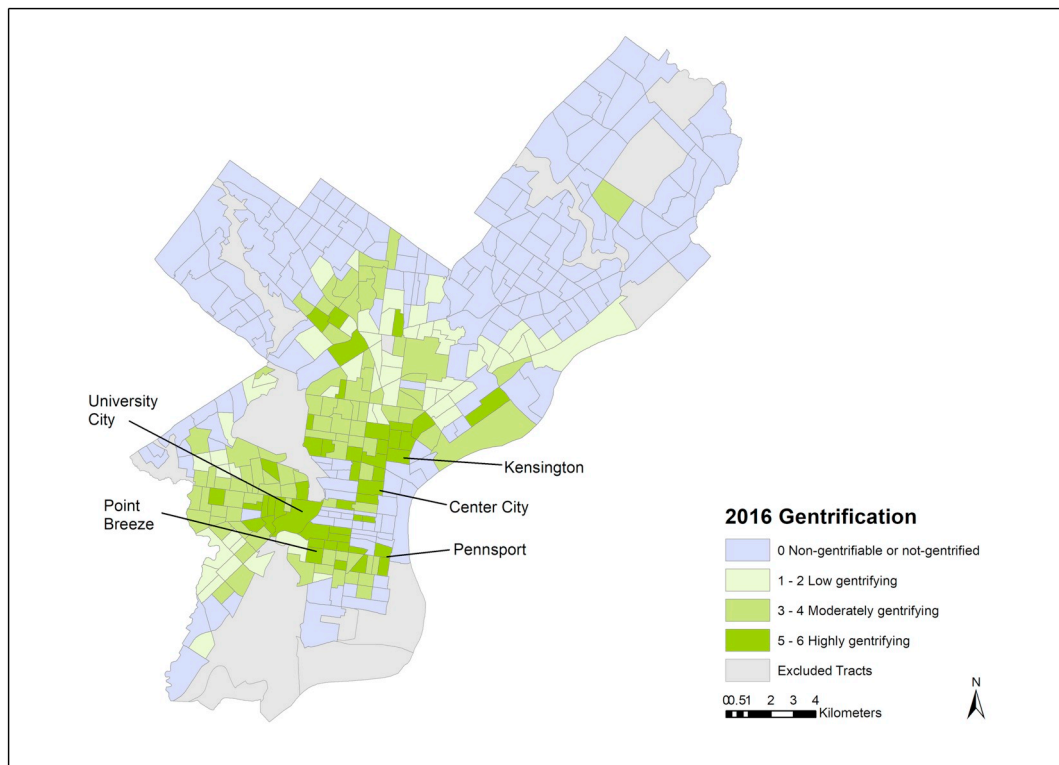 University
City
Point
Breeze
Kensington
Center City
Pennsport
2016 Gentrification
0 Non-gentrifiable or not-gentrified
1 - 2 Low gentrifying
3 - 4 Moderately gentrifying
5 - 6 Highly gentrifying
Excluded Tracts
N
00.51 2 3 4
Kilometers